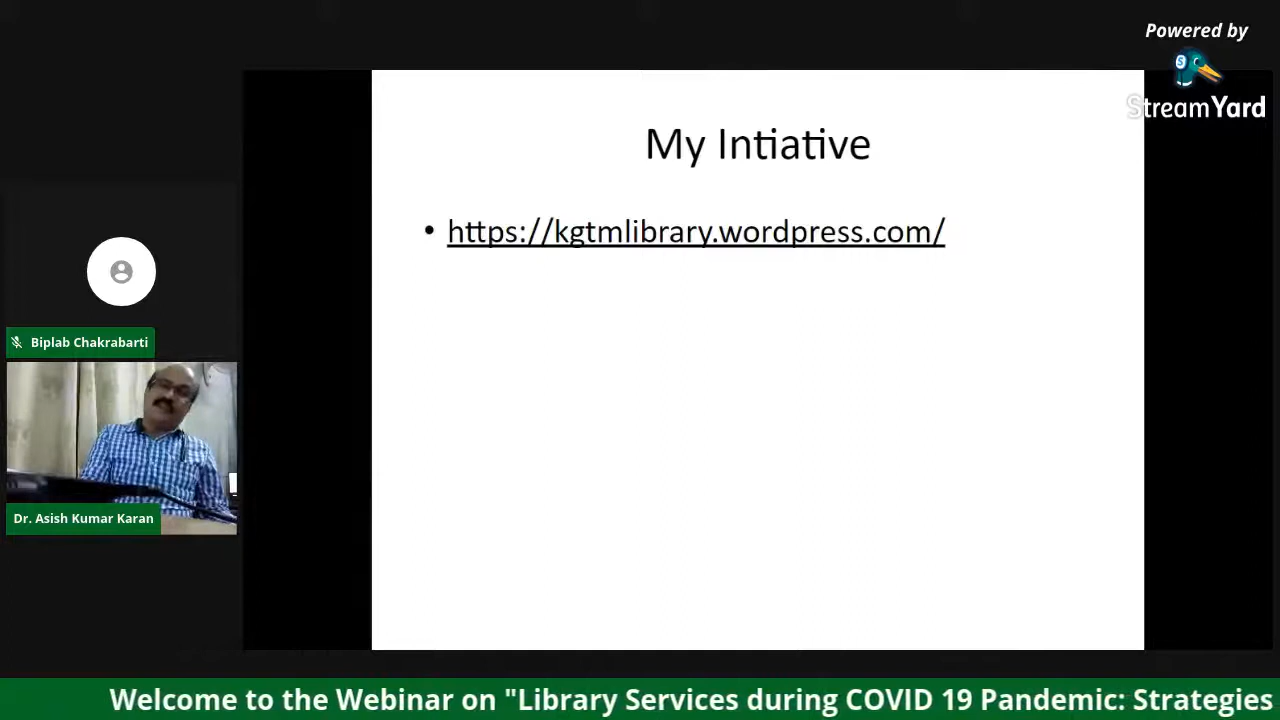 Powered by
StreamYard
My Intiative
• https://kgtmlibrary.wordpress.com/
Biplab Chakrabarti
Dr. Asish Kumar Karan
Welcome to the Webinar on "Library Services during COVID 19 Pandemic: Strategies